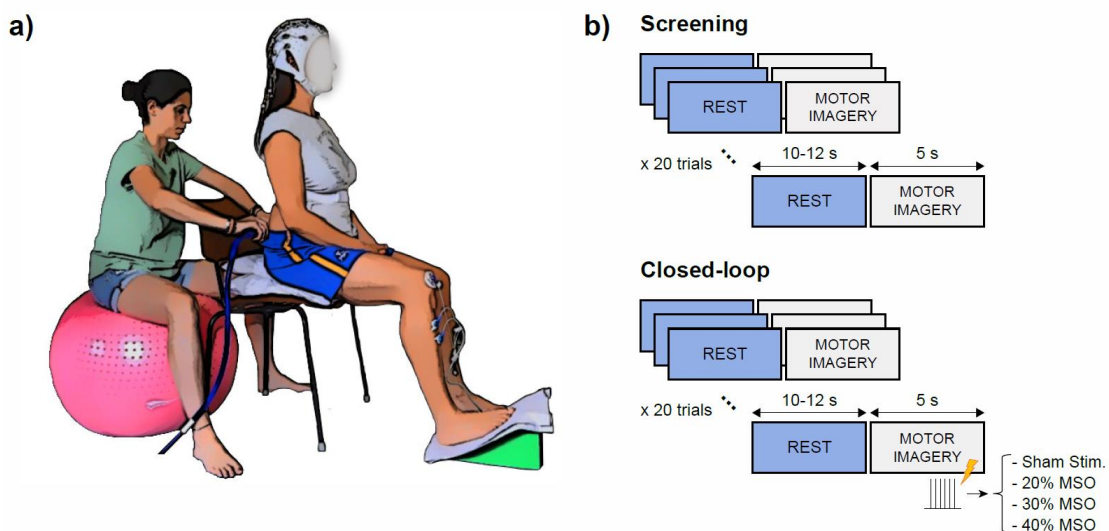 a)
b)
Screening
REST
MOTOR
IMAGERY
x 20 trials
10-12 s
5 s
REST
MOTOR
IMAGERY
Closed-loop
REST
MOTOR
IMAGERY
x 20 trials
10-12 s
5 s
REST
MOTOR
IMAGERY
- Sham Stim.
- 20% MSO
- 30% MSO
- 40% MSO